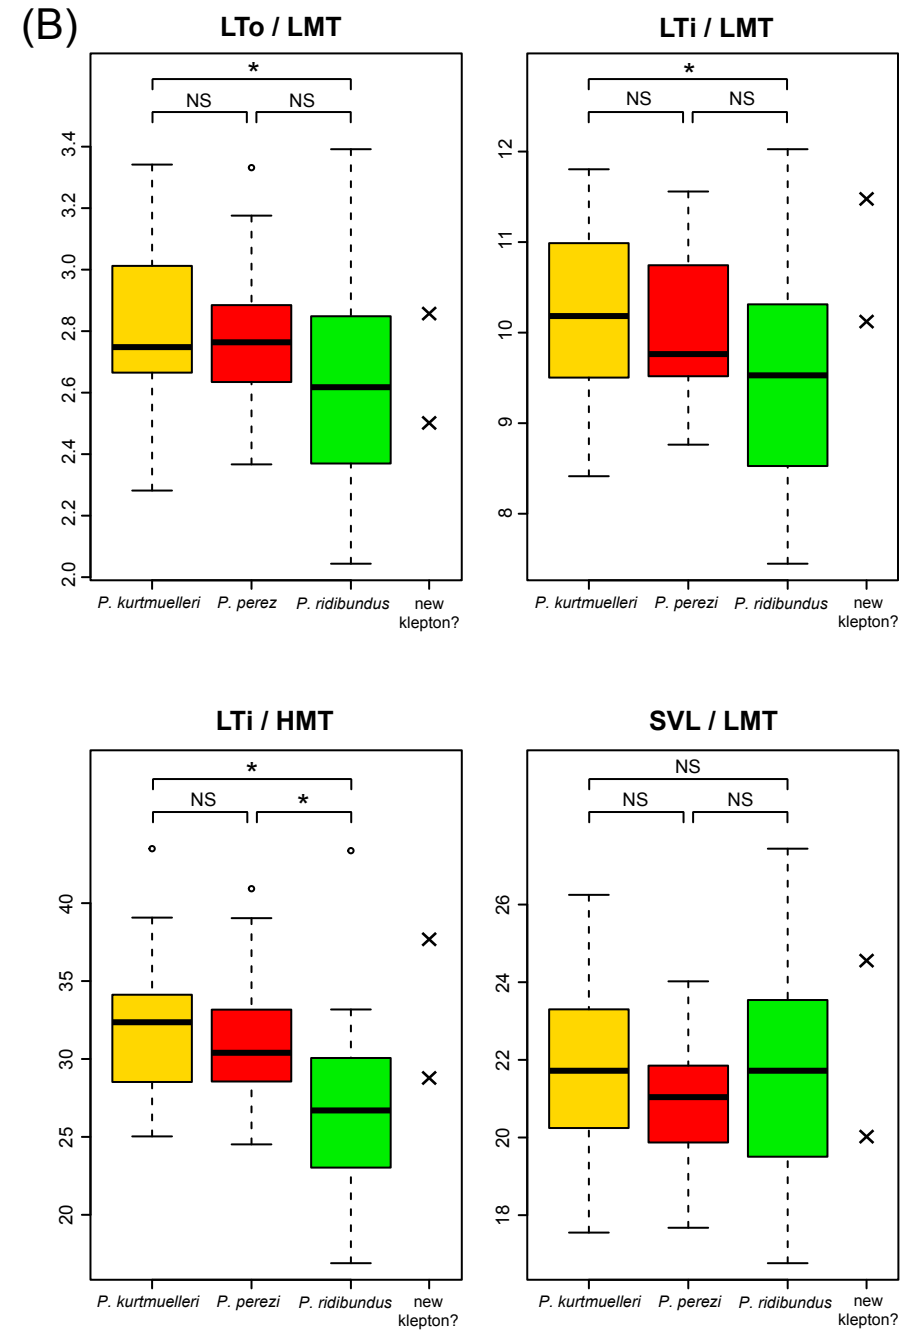 (B)
LTo / LMT
*
NS NS
3.4
3.2
3.0
2.8
2.6
2.4
2.2
2.0
P. kurtmuelleri P. perez P. ridibundus new
klepton?
LTi / LMT
*
NS NS
12
11
10
9
8
P. kurtmuelleri P. perezi P. ridibundus new
klepton?
LTi / HMT
*
NS *
40
35
30
25
20
P. kurtmuelleri P. perezi P. ridibundus new
klepton?
SVL / LMT
NS
NS NS
26
24
22
20
18
P. kurtmuelleri P. perezi P. ridibundus new
klepton?